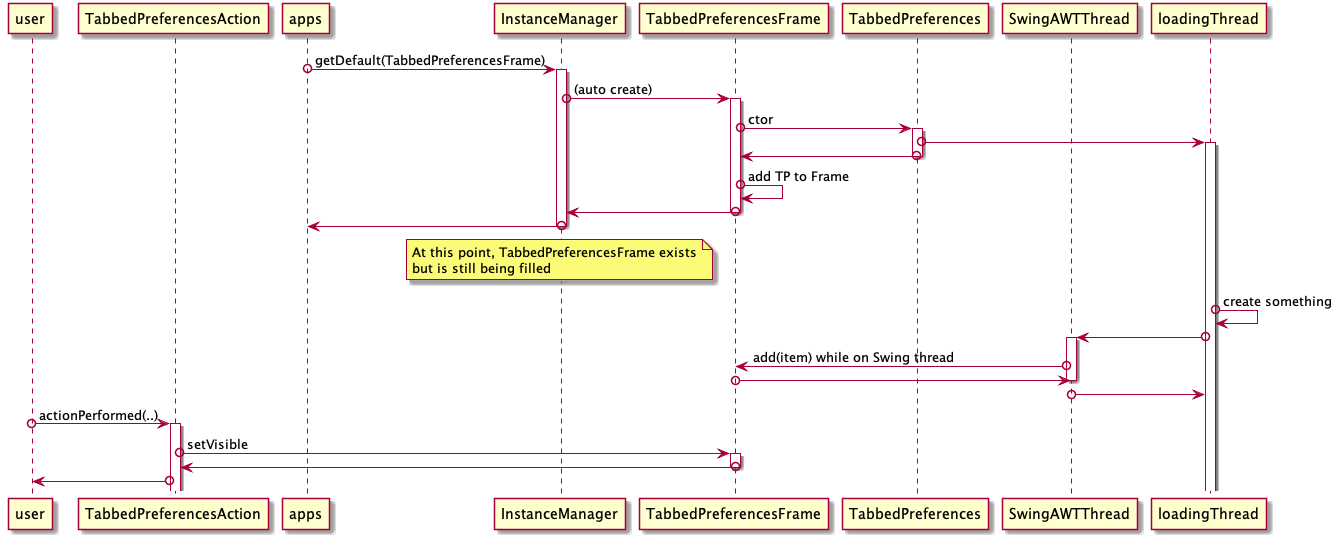 user
TabbedPreferencesAction
apps
InstanceManager
TabbedPreferencesFrame
TabbedPreferences
SwingAWTThread
loadingThread
getDefault(TabbedPreferencesFrame)
(auto create)
ctor
add TP to Frame
At this point, TabbedPreferencesFrame exists
but is still being filled
create something
add(item) while on Swing thread
actionPerformed(..)
setVisible
user
TabbedPreferencesAction
apps
InstanceManager
TabbedPreferencesFrame
TabbedPreferences
SwingAWTThread
loadingThread